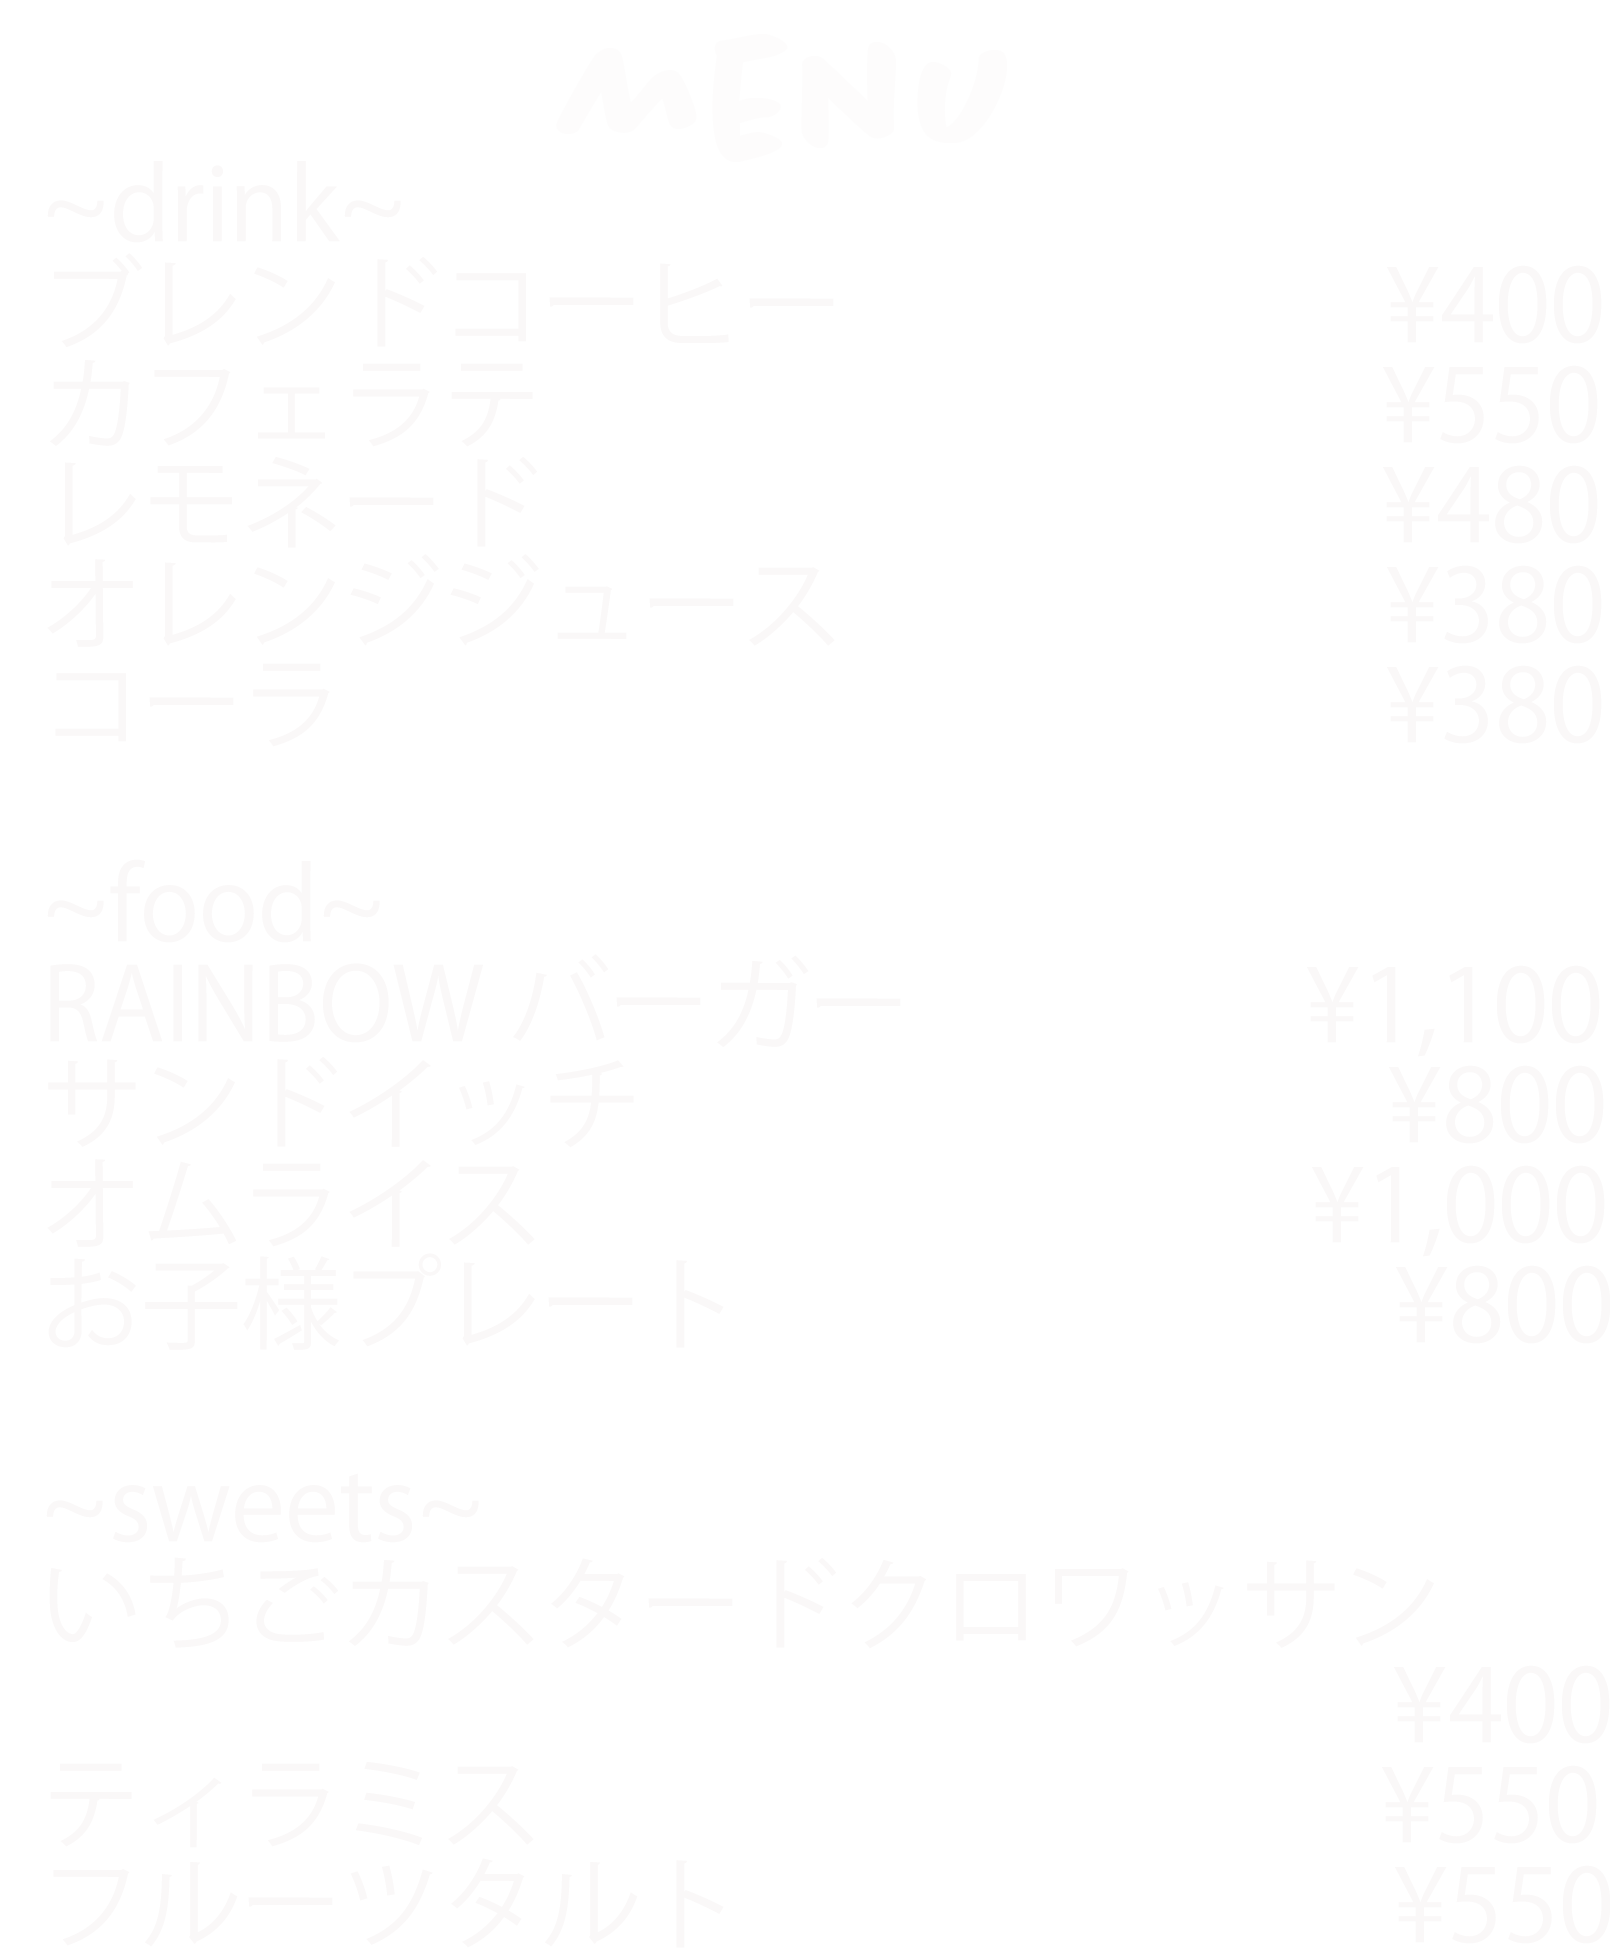 MENU
~drink~
ブレンドコーヒー ¥400
カフェラテ ¥550
レモネード ¥480
オレンジジュース ¥380
コーラ ¥380
~food~
RAINBOW バーガー ¥1,100
サンドイッチ ¥800
オムライス ¥1,000
お子様プレート ¥800
~sweets~
いちごカスタードクロワッサン
¥400
ティラミス ¥550
フルーツタルト ¥550